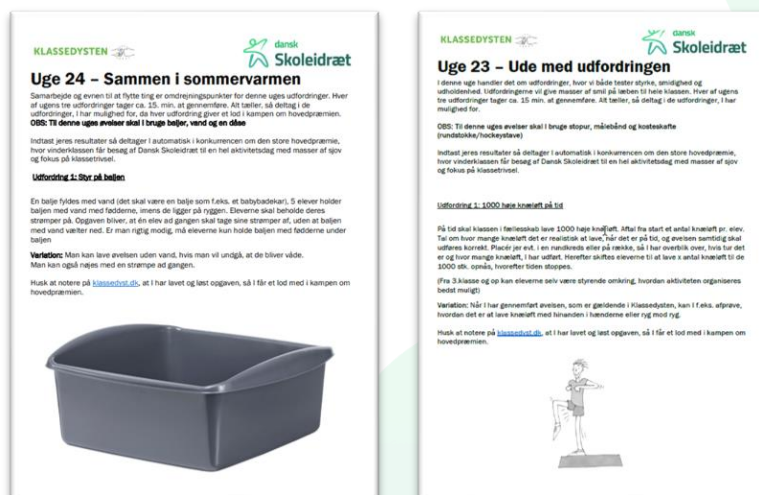 KLASSEDYSTEN
dansk
Skoleidræt
Uge 24 – Sammen i sommervarmen
Samarbejde og evnen til at flytte ting er omdrejningspunkter for denne uges udfordringer. Hver
af ugens tre udfordringer tager ca. 15. min. at gennemføre. Alt tæller, så deltag i de
udfordringer, I har mulighed for, da hver udfordring giver et lod i kampen om hovedpræmien.
OBS: Til denne uges øvelser skal I bruge baljer, vand og en dåse
Indtast jeres resultater så deltager I automatisk i konkurrencen om den store hovedpræmie,
hvor vinderklassen får besøg af Dansk Skoleidræt til en hel aktivitetsdag med masser af sjov
og fokus på klassetrivsel.
Udfordring 1: Styr på baljen
En balje fyldes med vand (det skal være en balje som f.eks. et babybadekar), 5 elever holder
baljen med vand med fødderne, imens de ligger på ryggen. Eleverne skal beholde deres
strømper på. Opgaven bliver, at én elev ad gangen skal tage sine strømper af, uden at baljen
med vand vælter ned. Er man rigtig modig, må eleverne kun holde baljen med fødderne under
baljen
Variation: Man kan lave øvelsen uden vand, hvis man vil undgå, at de bliver våde.
Man kan også nøjes med en strømpe ad gangen.
Husk at notere på klassedyst.dk, at I har lavet og løst opgaven, så I får et lod med i kampen om
hovedpræmien.
KLASSEDYSTEN
dansk
Skoleidræt
Uge 23 – Ude med udfordringen
I denne uge handler det om udfordringer, hvor vi både tester styrke, smidighed og
udholdenhed. Udfordringerne vil give masser af smil på læben til hele klassen. Hver af ugens
tre udfordringer tager ca. 15 min. at gennemføre. Alt tæller, så deltag i de udfordringer, I har
mulighed for.
OBS: Til denne uges øvelser skal I bruge stopur, målebånd og kosteskafte
(rundstokke/hockeystave)
Indtast jeres resultater så deltager I automatisk i konkurrencen om den store hovedpræmie,
hvor vinderklassen får besøg af Dansk Skoleidræt til en hel aktivitetsdag med masser af sjov
og fokus på klassetrivsel.
Udfordring 1: 1000 høje knæløft på tid
På tid skal klassen i fællesskab lave 1000 høje knæløft. Aftal fra start et antal knæløft pr. elev.
Tal om hvor mange knæløft det er realistisk at lave, når det er på tid, og øvelsen samtidig skal
udføres korrekt. Placér jer evt. i en rundkreds eller på række, så I har overblik over, hvis tur det
er og hvor mange knæløft, I har udført. Herefter skiftes eleverne til at lave x antal knæløft til de
1000 stk. opnås, hvorefter tiden stoppes.
(Fra 3.klasse og op kan eleverne selv være styrende omkring, hvordan aktiviteten organiseres
bedst muligt)
Variation: Når I har gennemført øvelsen, som er gældende i Klassedysten, kan I f.eks. afprøve,
hvordan det er at lave knæløft med hinanden i hænderne eller ryg mod ryg.
Husk at notere på klassedyst.dk, at I har lavet og løst opgaven, så I får et lod med i kampen om
hovedpræmien.